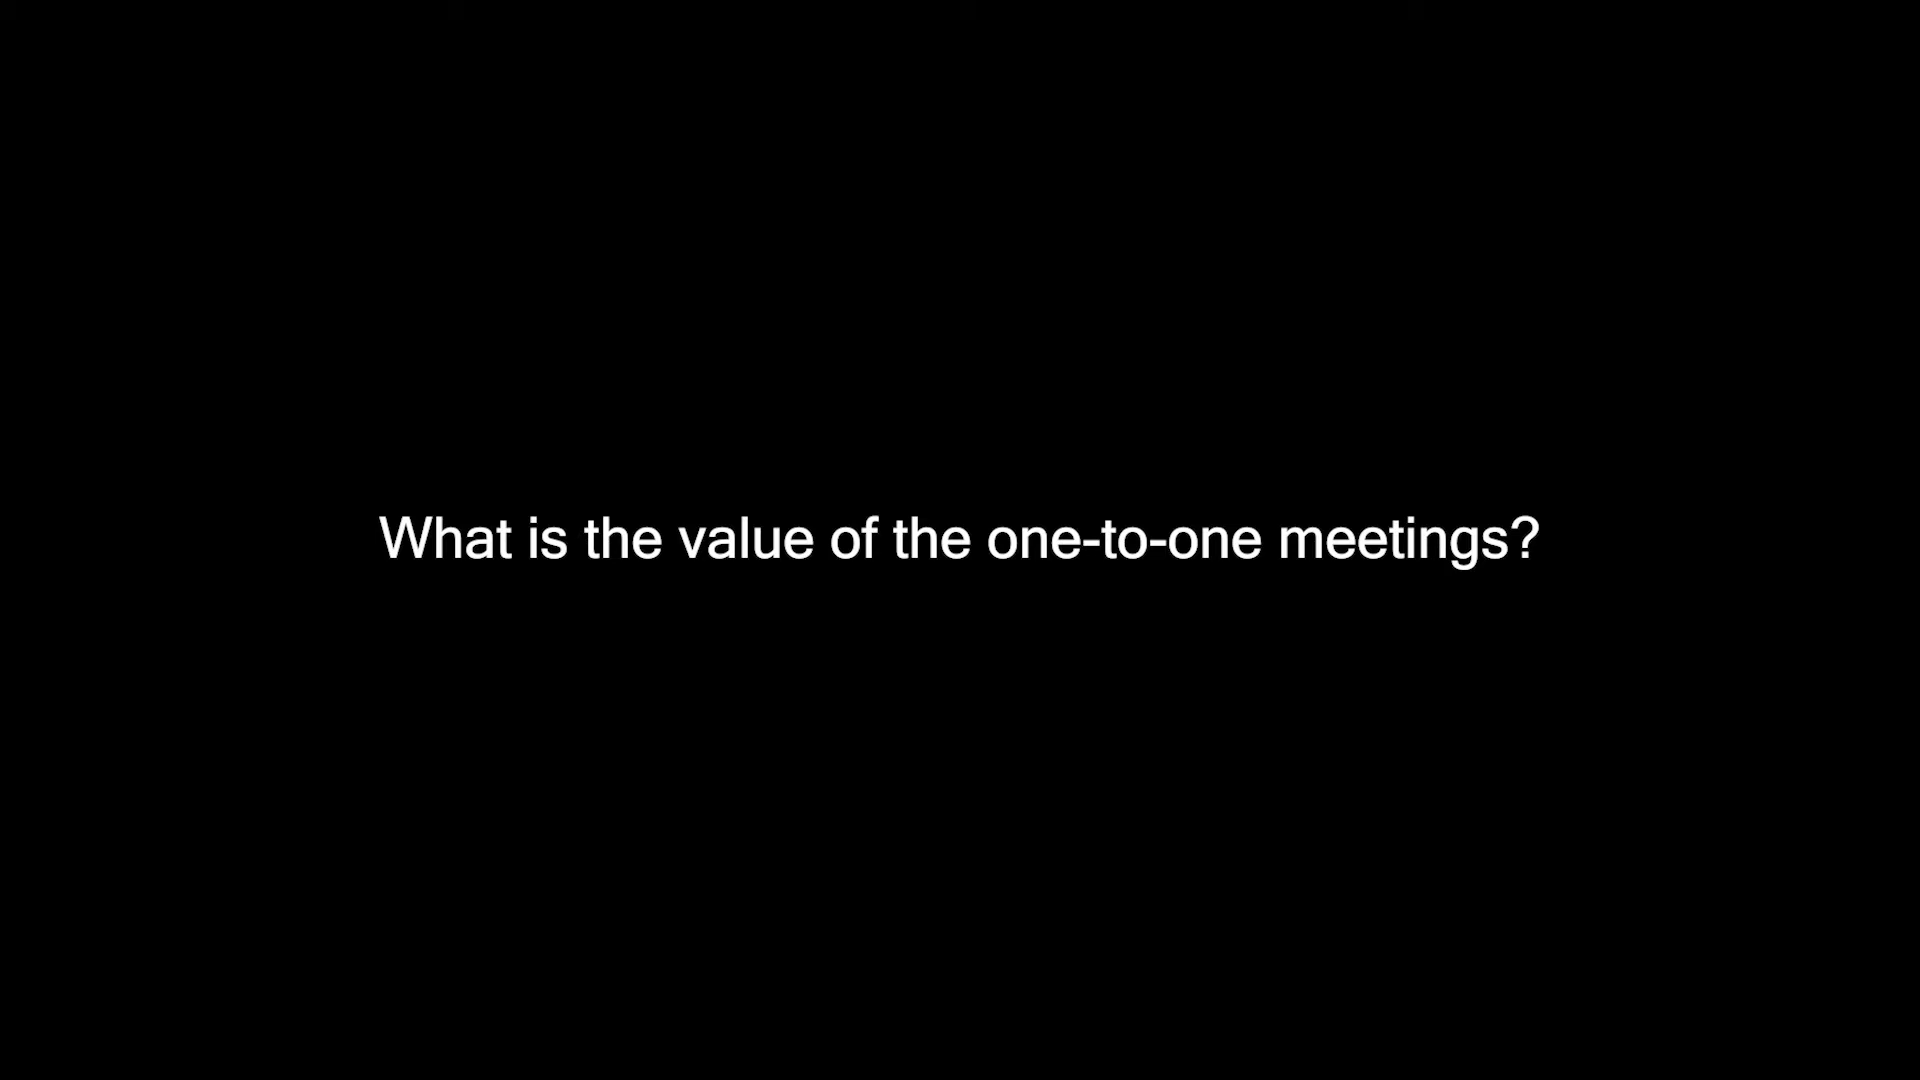 What is the value of the one-to-one meetings?